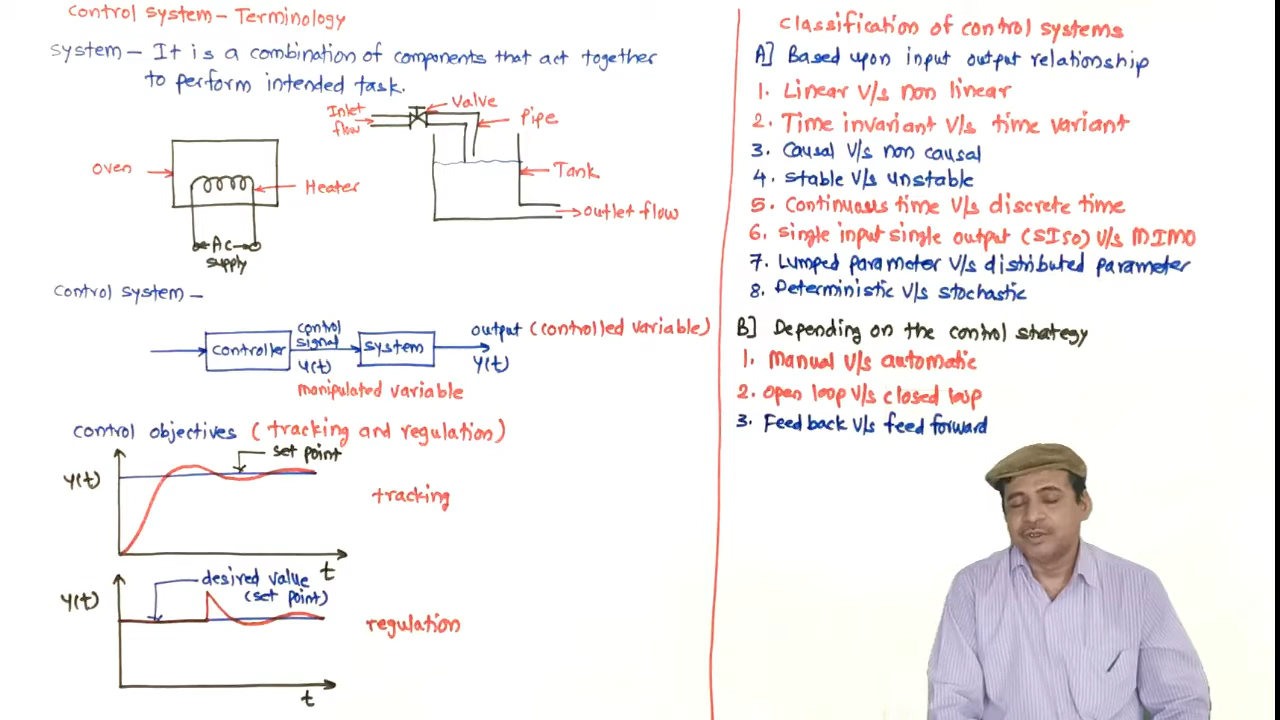 Control system - Terminology
System - It is a combination of components that act together
to perform intended task.
Inlet
flow
Valve
Pipe
Oven
Heater
Tank
outlet flow
AC
supply
Control system -
controller
control
signal
y(t)
manipulated variable
system
output (controlled variable)
y(t)
control objectives (tracking and regulation)
set point
y(t)
tracking
t
desired value
(set point)
y(t)
regulation
t
Classification of control systems
A] Based upon input output relationship
1. Linear V/s non linear
2. Time invariant V/s time variant
3. Causal V/s non causal
4. Stable V/s unstable
5. Continuous time V/s discrete time
6. Single input single output (SISO) V/s MIMO
7. Lumped parameter V/s distributed parameter
8. Deterministic V/s stochastic
B] Depending on the control strategy
1. Manual V/s automatic
2. Open loop V/s closed loop
3. Feedback V/s feed forward